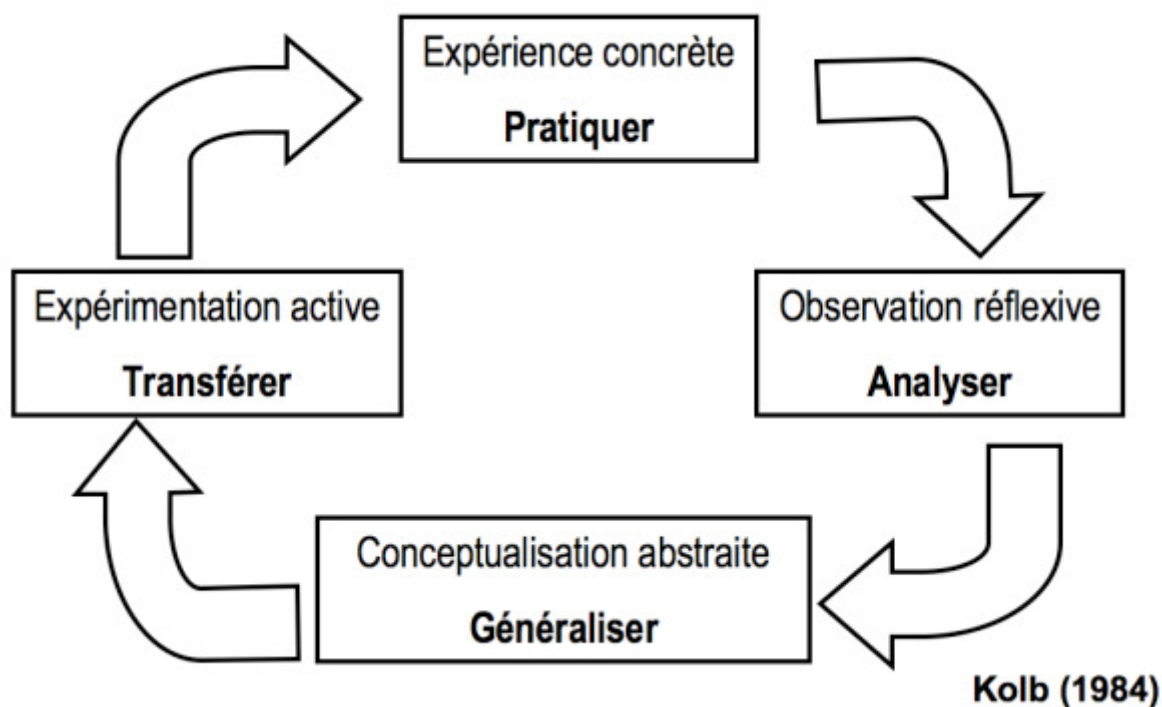 Expérience concrète
Pratiquer
Observation réflexive
Analyser
Conceptualisation abstraite
Généraliser
Expérimentation active
Transférer
Kolb (1984)